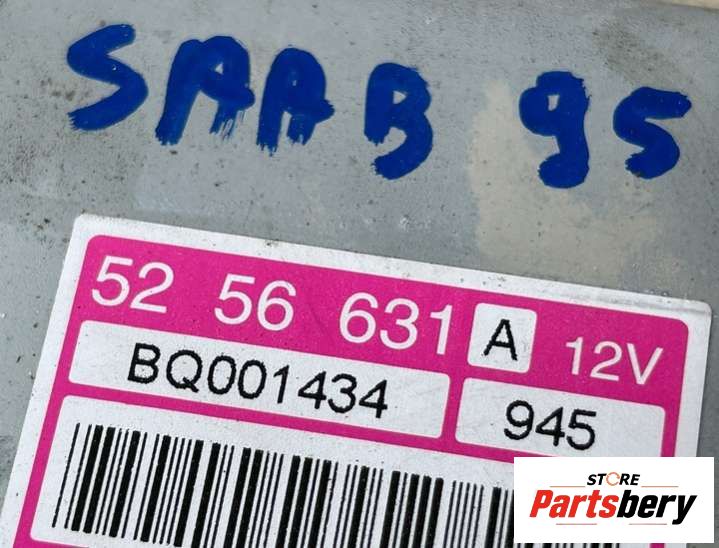 SAAB 95
52 56 631 A 12V
BQ001434 945
STORE
Partsbery